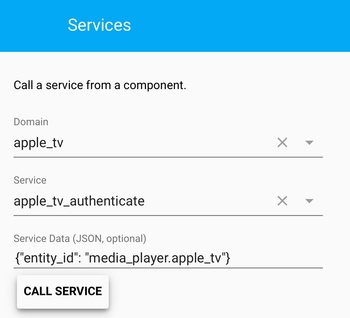 Services
Call a service from a component.
Domain
apple_tv
Service
apple_tv_authenticate
Service Data (JSON, optional)
{"entity_id": "media_player.apple_tv"}
CALL SERVICE